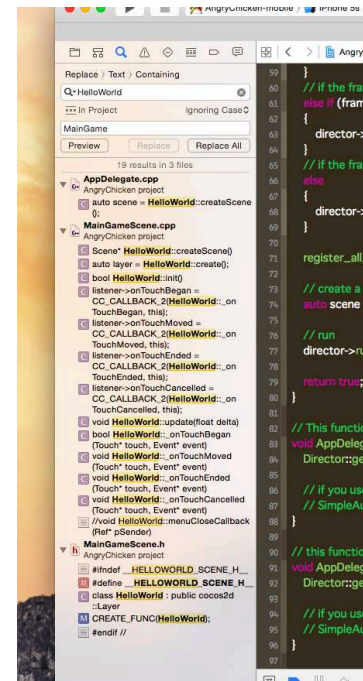 AngryChicken-mobile
iPhone 5s
Replace › Text › Containing
HelloWorld
In Project
Ignoring Case
MainGame
Preview
Replace
Replace All
19 results in 3 files
AppDelegate.cpp
AngryChicken project
auto scene = HelloWorld::createScene
();
MainGameScene.cpp
AngryChicken project
Scene* HelloWorld::createScene()
auto layer = HelloWorld::create();
bool HelloWorld::init()
listener->onTouchBegan =
CC_CALLBACK_2(HelloWorld::_on
TouchBegan, this);
listener->onTouchMoved =
CC_CALLBACK_2(HelloWorld::_on
TouchMoved, this);
listener->onTouchEnded =
CC_CALLBACK_2(HelloWorld::_on
TouchEnded, this);
listener->onTouchCancelled =
CC_CALLBACK_2(HelloWorld::_on
TouchCancelled, this);
void HelloWorld::update(float delta)
bool HelloWorld::_onTouchBegan
(Touch* touch, Event* event)
void HelloWorld::_onTouchMoved
(Touch* touch, Event* event)
void HelloWorld::_onTouchEnded
(Touch* touch, Event* event)
void HelloWorld::_onTouchCancelled
(Touch* touch, Event* event)
//void HelloWorld::menuCloseCallback
(Ref* pSender)
MainGameScene.h
AngryChicken project
#ifndef __HELLOWORLD_SCENE_H__
#define __HELLOWORLD_SCENE_H__
class HelloWorld : public cocos2d
::Layer
CREATE_FUNC(HelloWorld);
#endif //
Angry
59 }
60 // if the fra
61 else if (fram
62 {
63 director->
64 }
65 // if the fra
66 else
67 {
68 director->
69 }
70
71 register_all
72
73 // create a
74 auto scene
75
76 // run
77 director->ru
78
79 return true;
80 }
81
82 // This functio
83 void AppDeleg
84 Director::ge
85
86 // if you use
87 // SimpleAu
88 }
89
90 // this functio
91 void AppDeleg
92 Director::ge
93
94 // if you use
95 // SimpleAu
96 }
97